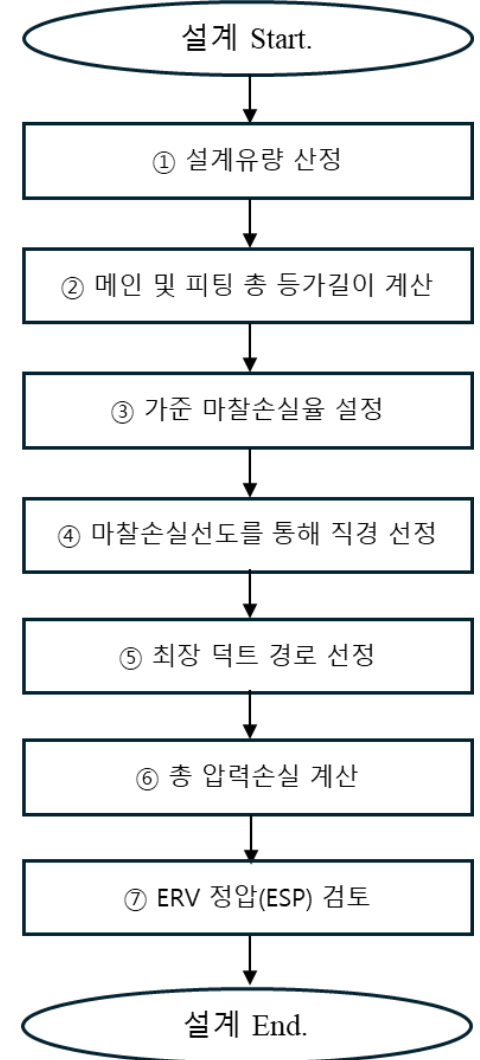 설계 Start.
① 설계유량 산정
② 메인 및 피팅 총 등가길이 계산
③ 가준 마찰손실율 설정
④ 마찰손실선도를 통해 직경 선정
⑤ 최장 덕트 경로 선정
⑥ 총 압력손실 계산
⑦ ERV 정압(ESP) 검토
설계 End.